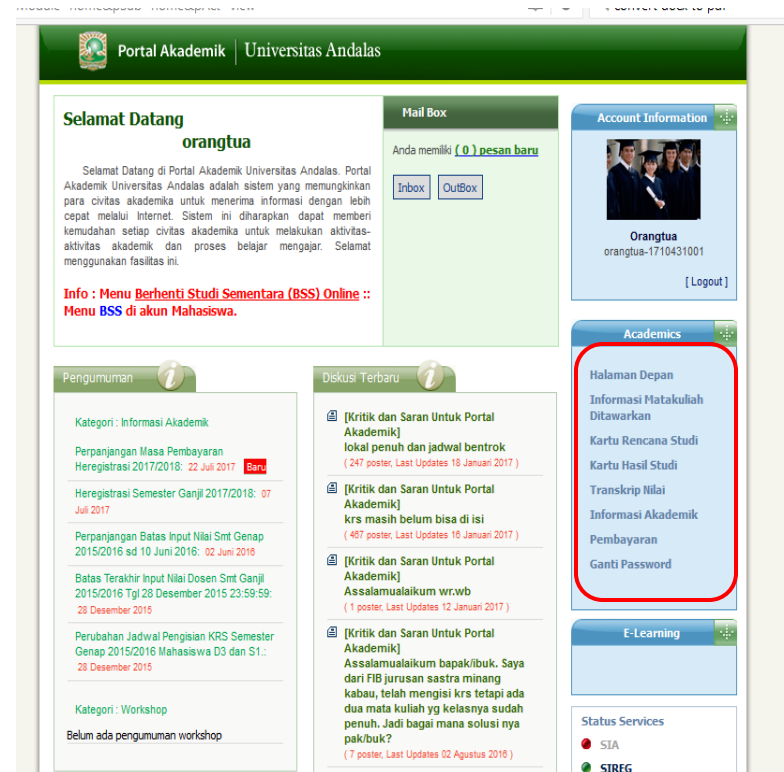 Portal Akademik | Universitas Andalas
Selamat Datang
orangtua
Selamat Datang di Portal Akademik Universitas Andalas. Portal
Akademik Universitas Andalas adalah sistem yang memungkinkan
para civitas akademika untuk menerima informasi dengan lebih
cepat melalui Internet. Sistem ini diharapkan dapat memberi
kemudahan setiap civitas akademika untuk melakukan aktivitas-
aktivitas akademik dan proses belajar mengajar. Selamat
menggunakan fasilitas ini.
Info : Menu Berhenti Studi Sementara (BSS) Online ::
Menu BSS di akun Mahasiswa.
Mail Box
Anda memiliki ( 0 ) pesan baru
Inbox OutBox
Account Information
Orangtua
orangtua-1710431001
[ Logout ]
Academics
Halaman Depan
Informasi Matakuliah
Ditawarkan
Kartu Rencana Studi
Kartu Hasil Studi
Transkrip Nilai
Informasi Akademik
Pembayaran
Ganti Password
E-Learning
Status Services
SIA
SIREG
Pengumuman
Kategori : Informasi Akademik
Perpanjangan Masa Pembayaran
Heregistrasi 2017/2018: 22 Juli 2017 Baru
Heregistrasi Semester Ganjil 2017/2018: 07
Juli 2017
Perpanjangan Batas Input Nilai Smt Genap
2015/2016 sd 10 Juni 2016: 02 Juni 2016
Batas Terakhir Input Nilai Dosen Smt Ganjil
2015/2016 Tgl 28 Desember 2015 23:59:59:
28 Desember 2015
Perubahan Jadwal Pengisian KRS Semester
Genap 2015/2016 Mahasiswa D3 dan S1.:
28 Desember 2015
Kategori : Workshop
Belum ada pengumuman workshop
Diskusi Terbaru
[Kritik dan Saran Untuk Portal
Akademik]
lokal penuh dan jadwal bentrok
( 247 poster, Last Updates 18 Januari 2017 )
[Kritik dan Saran Untuk Portal
Akademik]
krs masih belum bisa di isi
( 467 poster, Last Updates 16 Januari 2017 )
[Kritik dan Saran Untuk Portal
Akademik]
Assalamualaikum wr.wb
( 1 poster, Last Updates 12 Januari 2017 )
[Kritik dan Saran Untuk Portal
Akademik]
Assalamualaikum bapak/ibuk. Saya
dari FIB jurusan sastra minang
kabau, telah mengisi krs tetapi ada
dua mata kuliah yg kelasnya sudah
penuh. Jadi bagai mana solusi nya
pak/buk?
( 7 poster, Last Updates 02 Agustus 2016 )